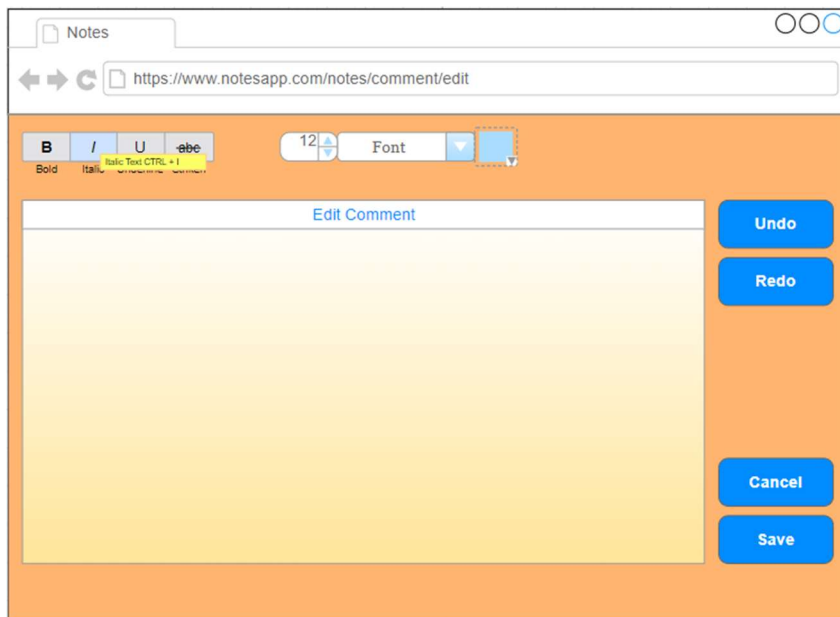 Notes
https://www.notesapp.com/notes/comment/edit
B I U abc
12 Font
Italic Text CTRL + I
Bold Italic
Edit Comment
Undo
Redo
Cancel
Save